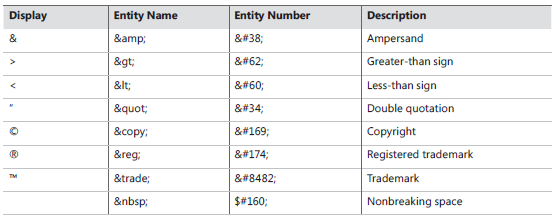 Display Entity Name Entity Number Description
& &amp; &#38; Ampersand
> &gt; &#62; Greater-than sign
< &lt; &#60; Less-than sign
" &quot; &#34; Double quotation
© &copy; &#169; Copyright
® &reg; &#174; Registered trademark
™ &trade; &#8482; Trademark
&nbsp; $#160; Nonbreaking space